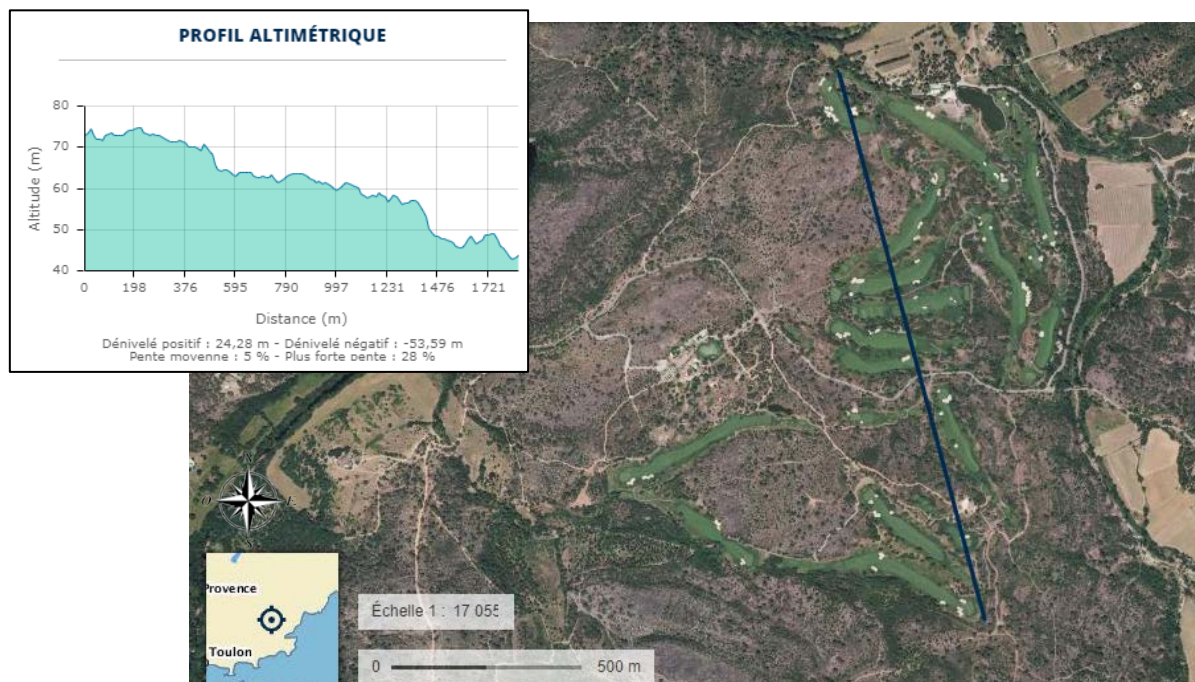 PROFIL ALTIMÉTRIQUE
80
70
60
50
40
Altitude (m)
0 198 376 595 790 997 1 231 1 476 1 721
Distance (m)
Dénivelé positif : 24,28 m - Dénivelé négatif : -53,59 m
Pente moyenne : 5 % - Plus forte pente : 28 %
N
O E
Provence
Toulon
Échelle 1 : 17 055
0 500 m